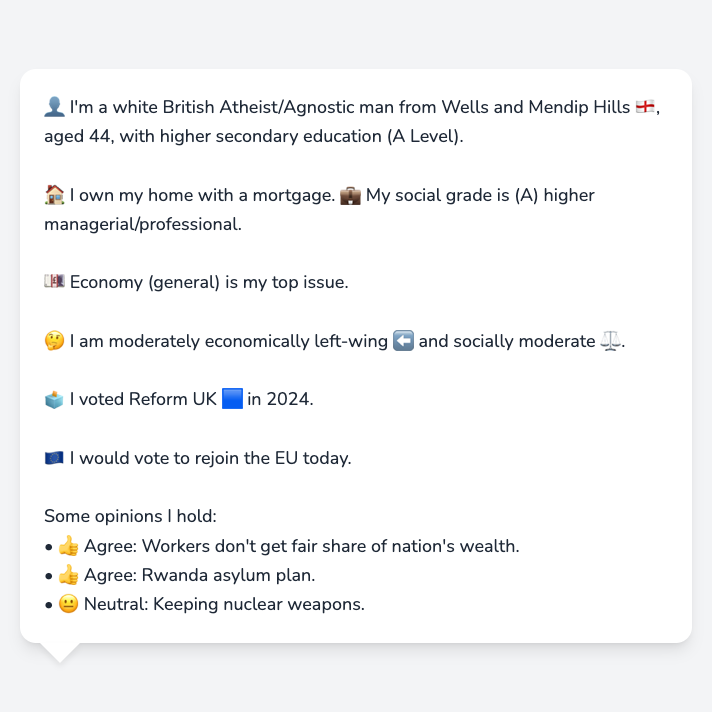 👤 I'm a white British Atheist/Agnostic man from Wells and Mendip Hills 🏴󠁧󠁢󠁥󠁮󠁧󠁿,
aged 44, with higher secondary education (A Level).
🏠 I own my home with a mortgage. 💼 My social grade is (A) higher
managerial/professional.
💷 Economy (general) is my top issue.
🤔 I am moderately economically left-wing ⬅️ and socially moderate ⚖️.
🗳️ I voted Reform UK 🟦 in 2024.
🇪🇺 I would vote to rejoin the EU today.
Some opinions I hold:
• 👍 Agree: Workers don't get fair share of nation's wealth.
• 👍 Agree: Rwanda asylum plan.
• 😐 Neutral: Keeping nuclear weapons.